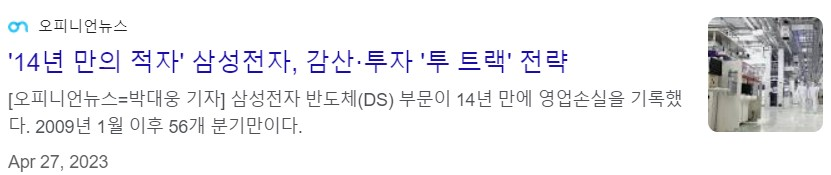 오피니언뉴스
'14년 만의 적자' 삼성전자, 감산·투자 '투 트랙' 전략
[오피니언뉴스=박대웅 기자] 삼성전자 반도체(DS) 부문이 14년 만에 영업손실을 기록했
다. 2009년 1월 이후 56개 분기만이다.
Apr 27, 2023